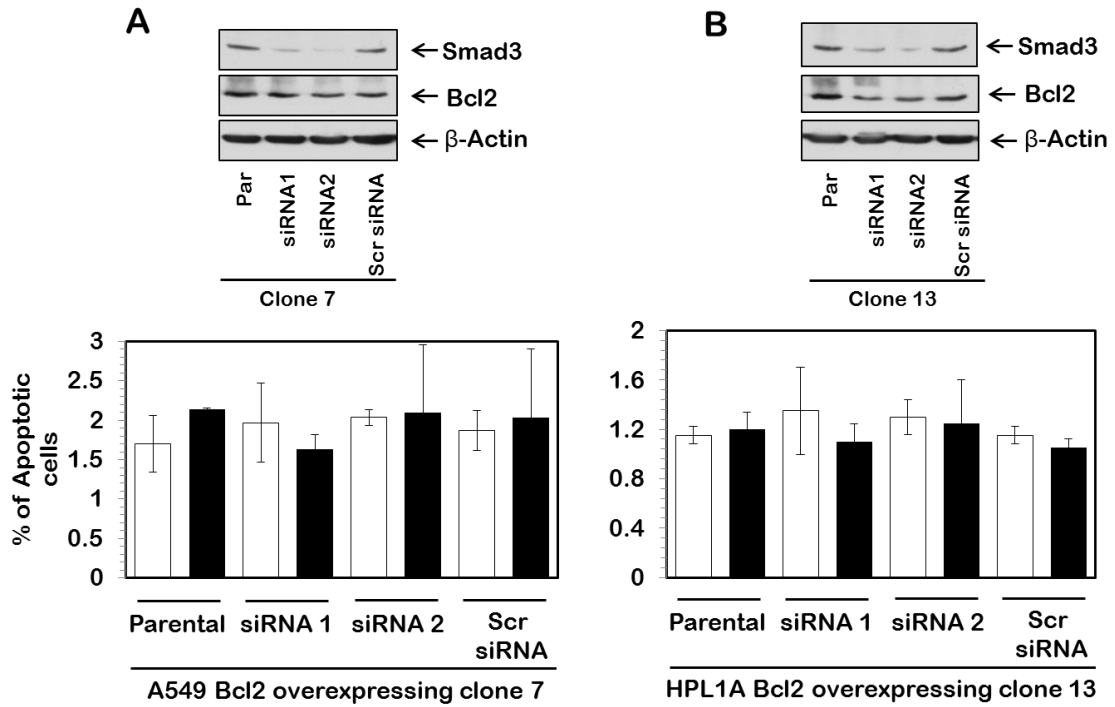 A
Smad3
Bcl2
β-Actin
Par
siRNA1
siRNA2
Scr siRNA
Clone 7
% of Apoptotic
cells
3
2.5
2
1.5
1
0.5
0
Parental
siRNA 1
siRNA 2
Scr
siRNA
A549 Bcl2 overexpressing clone 7
B
Smad3
Bcl2
β-Actin
Par
siRNA1
siRNA2
Scr siRNA
Clone 13
2
1.6
1.2
0.8
0.4
0
Parental
siRNA 1
siRNA 2
Scr
siRNA
HPL1A Bcl2 overexpressing clone 13